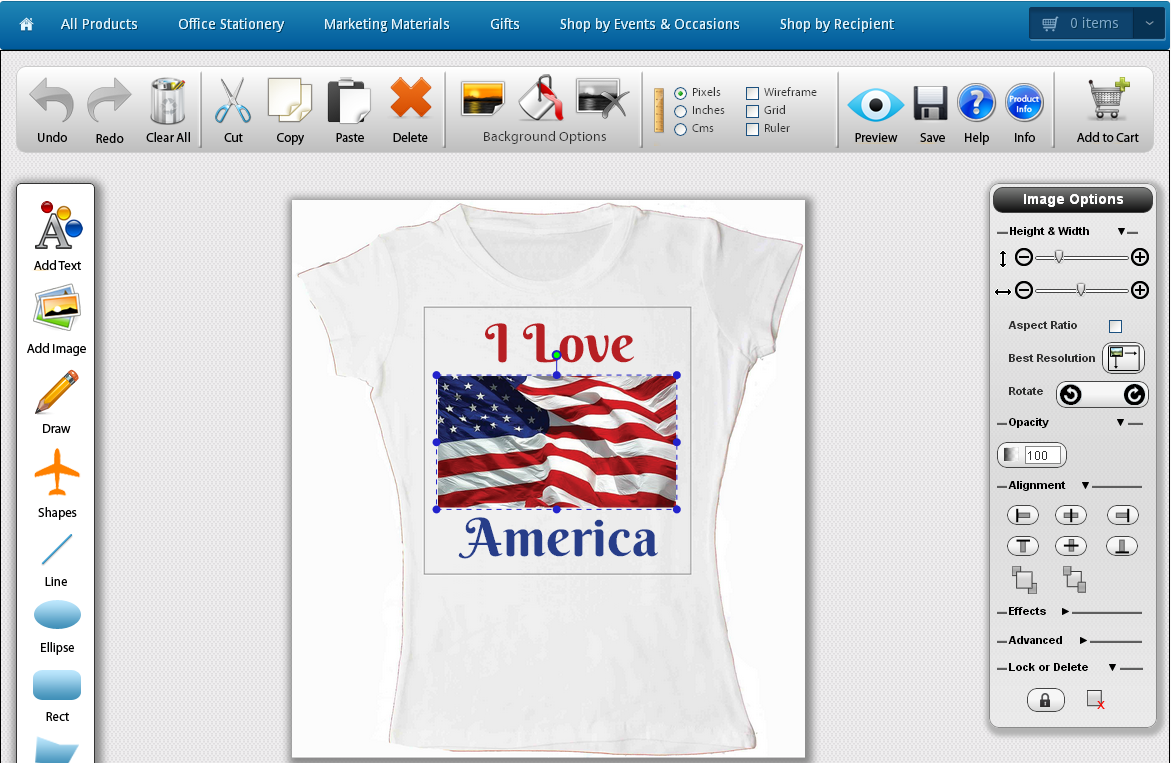 All Products Office Stationery Marketing Materials Gifts Shop by Events & Occasions Shop by Recipient 0 items
Undo Redo Clear All Cut Copy Paste Delete Background Options
Pixels Wireframe
Inches Grid
Cms Ruler
Preview Save Help Product Info Info Add to Cart
Add Text
Add Image
Draw
Shapes
Line
Ellipse
Rect
I Love
America
Image Options
Height & Width
Aspect Ratio
Best Resolution
Rotate
Opacity
100
Alignment
Effects
Advanced
Lock or Delete